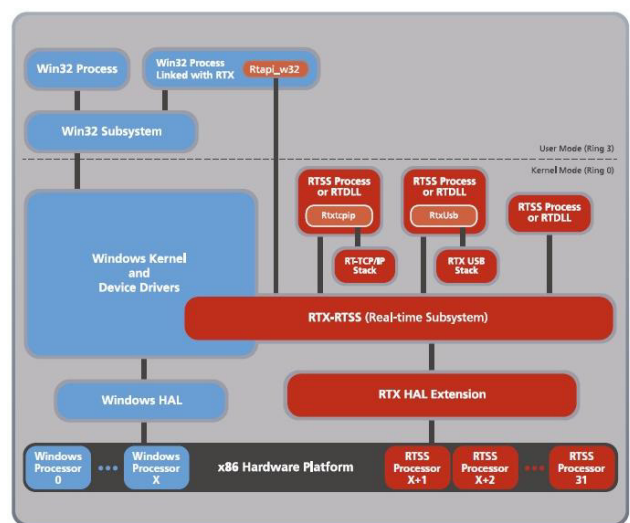 Win32 Process
Win32 Process
Linked with RTX
Rtapi_w32
Win32 Subsystem
User Mode (Ring 3)
Kernel Mode (Ring 0)
RTSS Process
or RTDLL
Rtxtcpip
RTSS Process
or RTDLL
RtxUsb
RTSS Process
or RTDLL
RT-TCP/IP
Stack
RTX USB
Stack
Windows Kernel
and
Device Drivers
RTX-RTSS (Real-time Subsystem)
Windows HAL
RTX HAL Extension
Windows
Processor
0
Windows
Processor
X
x86 Hardware Platform
RTSS
Processor
X+1
RTSS
Processor
X+2
RTSS
Processor
31